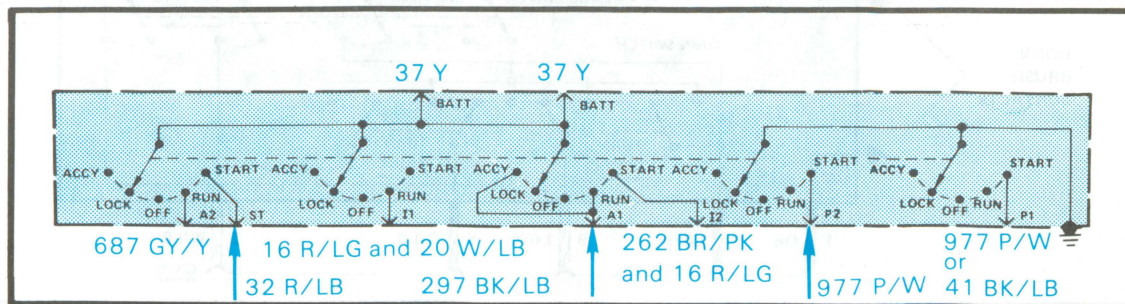 37 Y 37 Y
BATT BATT
START START START START START
ACCY ACCY ACCY ACCY ACCY
LOCK OFF RUN LOCK OFF RUN LOCK OFF RUN LOCK OFF RUN LOCK OFF RUN
A2 ST I1 A1 I2 P2 P1
687 GY/Y 16 R/LG and 20 W/LB 262 BR/PK 977 P/W
and 16 R/LG or
32 R/LB 297 BK/LB 977 P/W 41 BK/LB